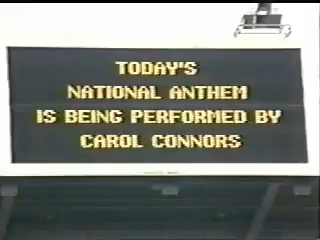 TODAY'S
NATIONAL ANTHEM
IS BEING PERFORMED BY
CAROL CONNORS